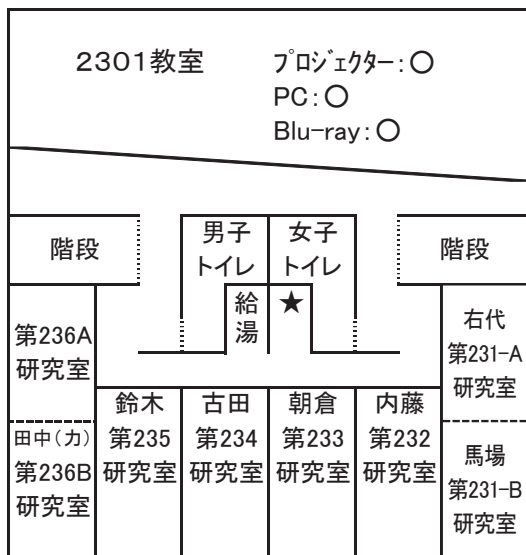 2301教室
プロジェクター:○
PC:○
Blu-ray:○
階段
男子
トイレ
女子
トイレ
階段
給
湯
★
第236A
研究室
田中(力)
第236B
研究室
鈴木
第235
研究室
古田
第234
研究室
朝倉
第233
研究室
内藤
第232
研究室
右代
第231-A
研究室
馬場
第231-B
研究室